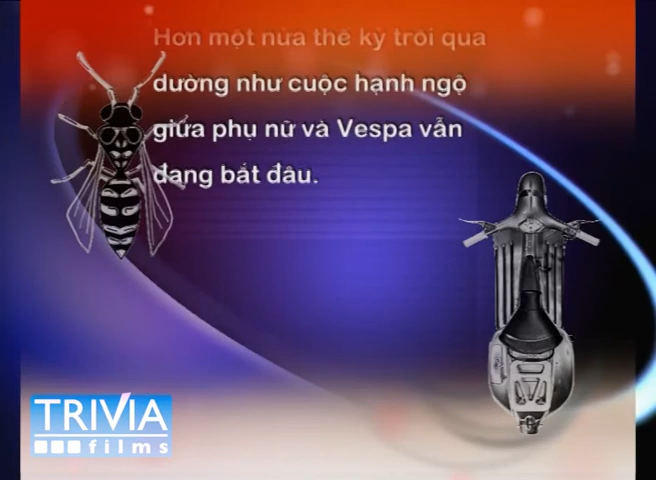 Hơn một nửa thế kỷ trôi qua
dường như cuộc hạnh ngộ
giữa phụ nữ và Vespa vẫn
đang bắt đầu.
TRIVIA
films